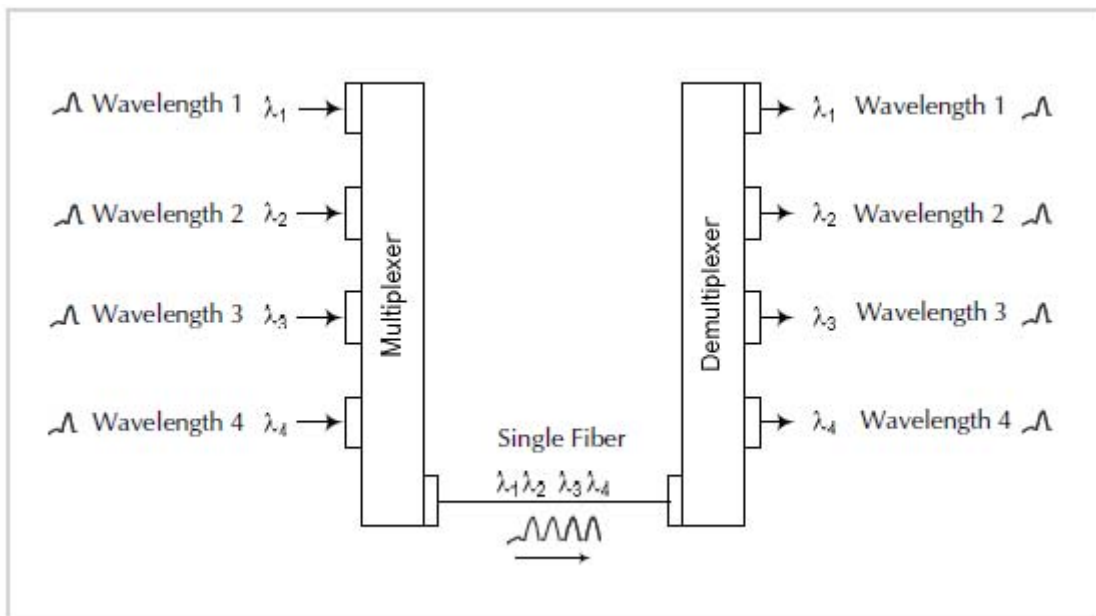 Wavelength 1 λ1
Wavelength 2 λ2
Wavelength 3 λ3
Wavelength 4 λ4
Multiplexer
Single Fiber
λ1 λ2 λ3 λ4
Demultiplexer
λ1 Wavelength 1
λ2 Wavelength 2
λ3 Wavelength 3
λ4 Wavelength 4